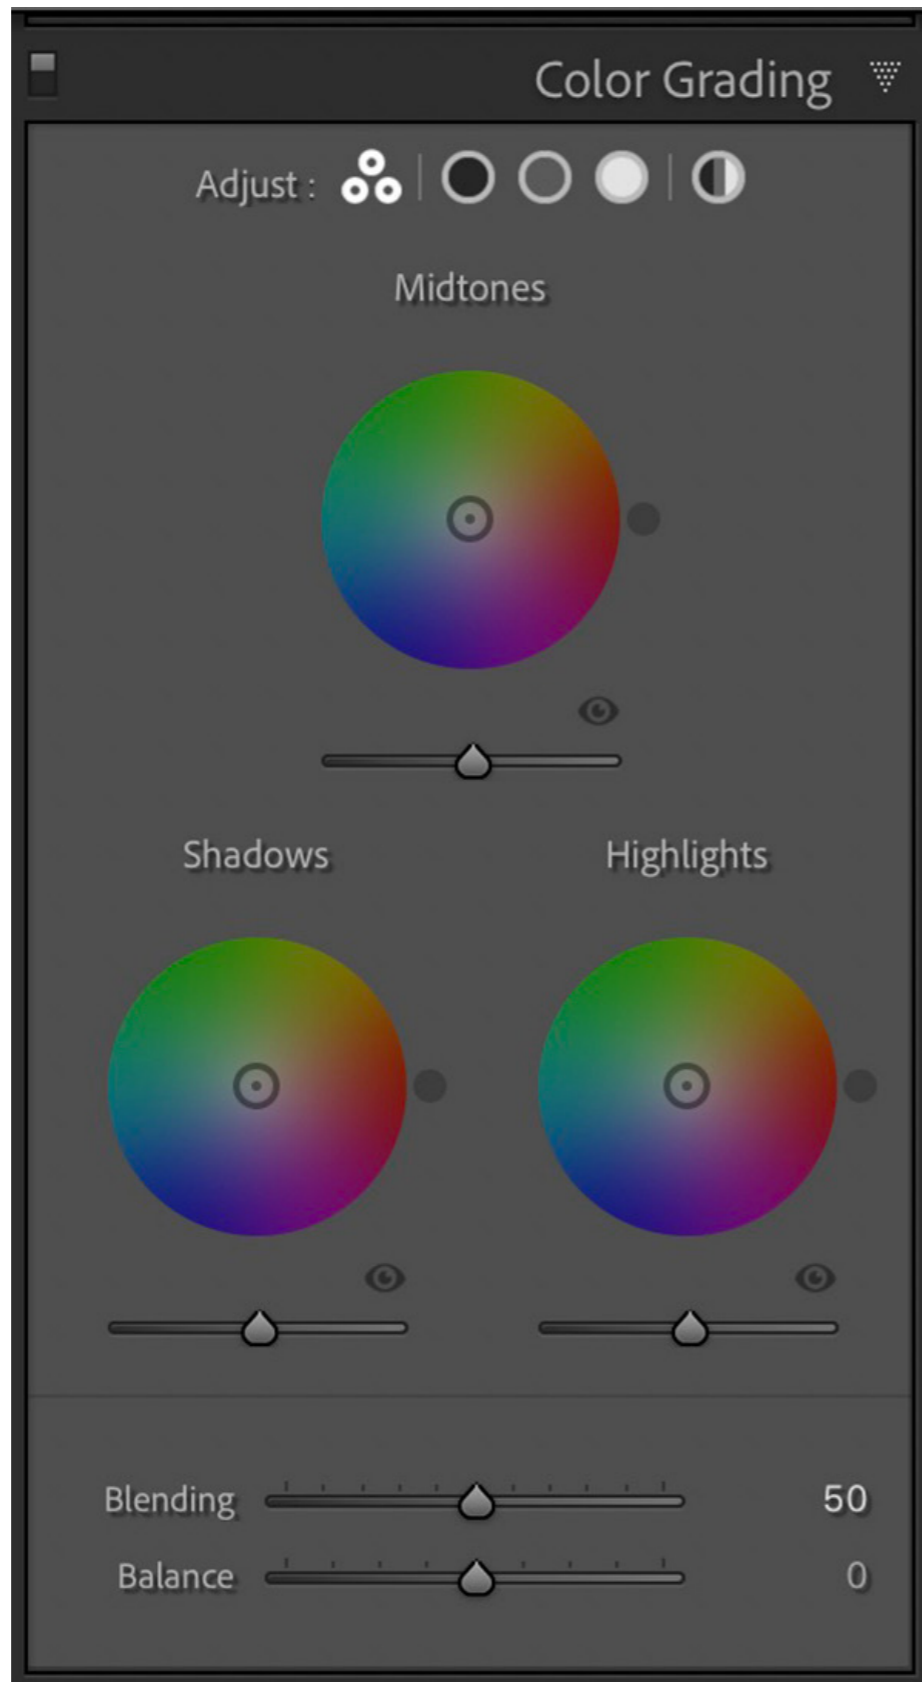 Color Grading
Adjust :
Midtones
Shadows
Highlights
Blending 50
Balance 0